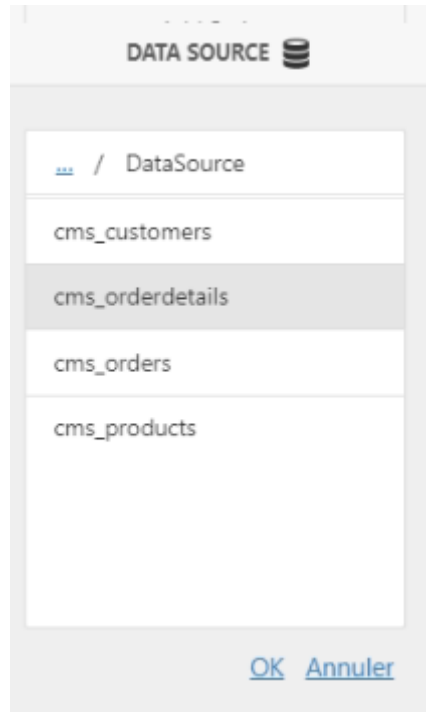 DATA SOURCE
... / DataSource
cms_customers
cms_orderdetails
cms_orders
cms_products
OK Annuler